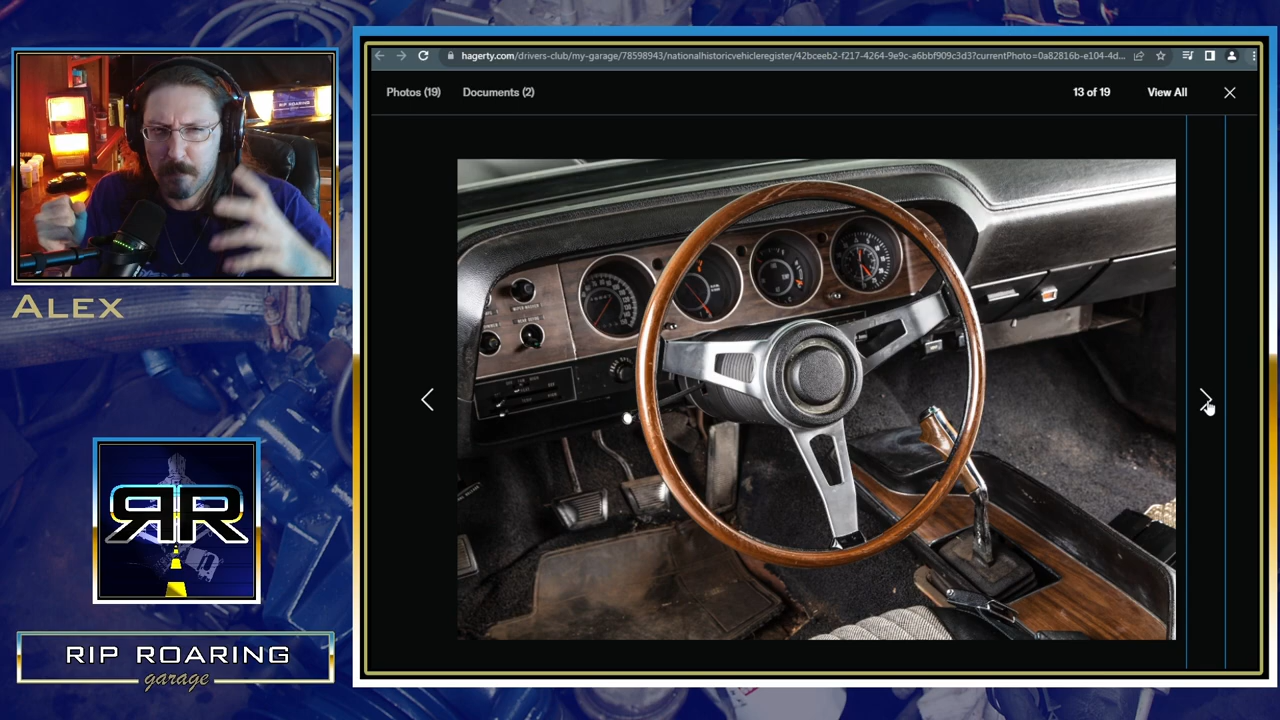 hagerty.com/drivers-club/my-garage/78598943/nationalhistoricvehicleregister/42bceeb2-f217-4264-9e9c-a6bbf909c3d3?currentPhoto=0a82816b-e104-4d...
Photos (19) Documents (2) 13 of 19 View All
ALEX
RR
RIP ROARING
garage